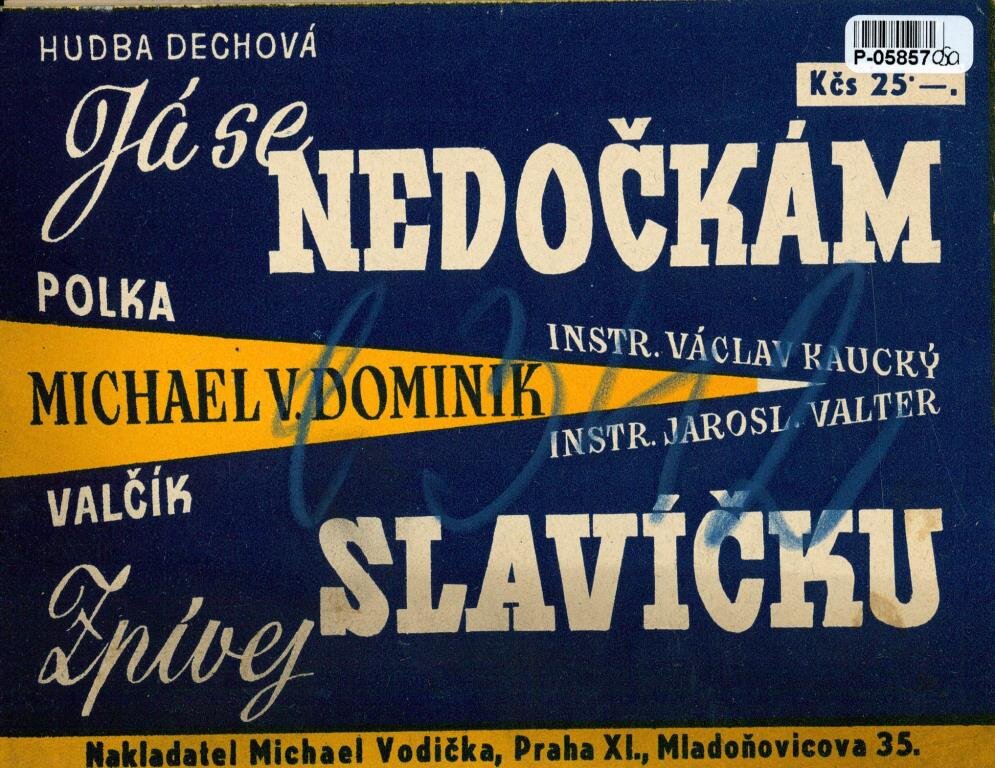 HUDBA DECHOVÁ
P-05857
Kčs 25·—.
Já se
NEDOČKÁM
POLKA
INSTR. VÁCLAV KAUCKÝ
MICHAEL V. DOMINIK
INSTR. JAROSL. VALTER
VALČÍK
Zpívej
SLAVÍČKU
Nakladatel Michael Vodička, Praha XI., Mladoňovicova 35.